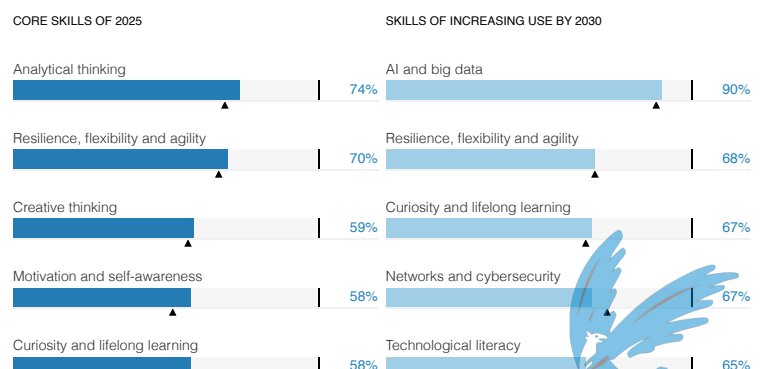 CORE SKILLS OF 2025
Analytical thinking
74%
Resilience, flexibility and agility
70%
Creative thinking
59%
Motivation and self-awareness
58%
Curiosity and lifelong learning
58%
SKILLS OF INCREASING USE BY 2030
AI and big data
90%
Resilience, flexibility and agility
68%
Curiosity and lifelong learning
67%
Networks and cybersecurity
67%
Technological literacy
65%